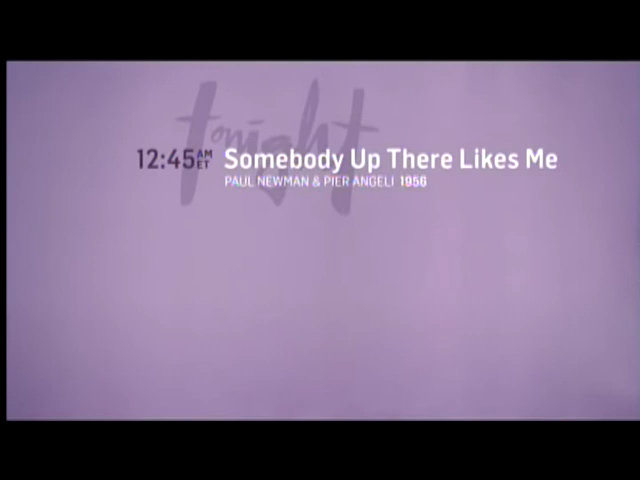 tonight
12:45 AM ET Somebody Up There Likes Me
PAUL NEWMAN & PIER ANGELI 1956